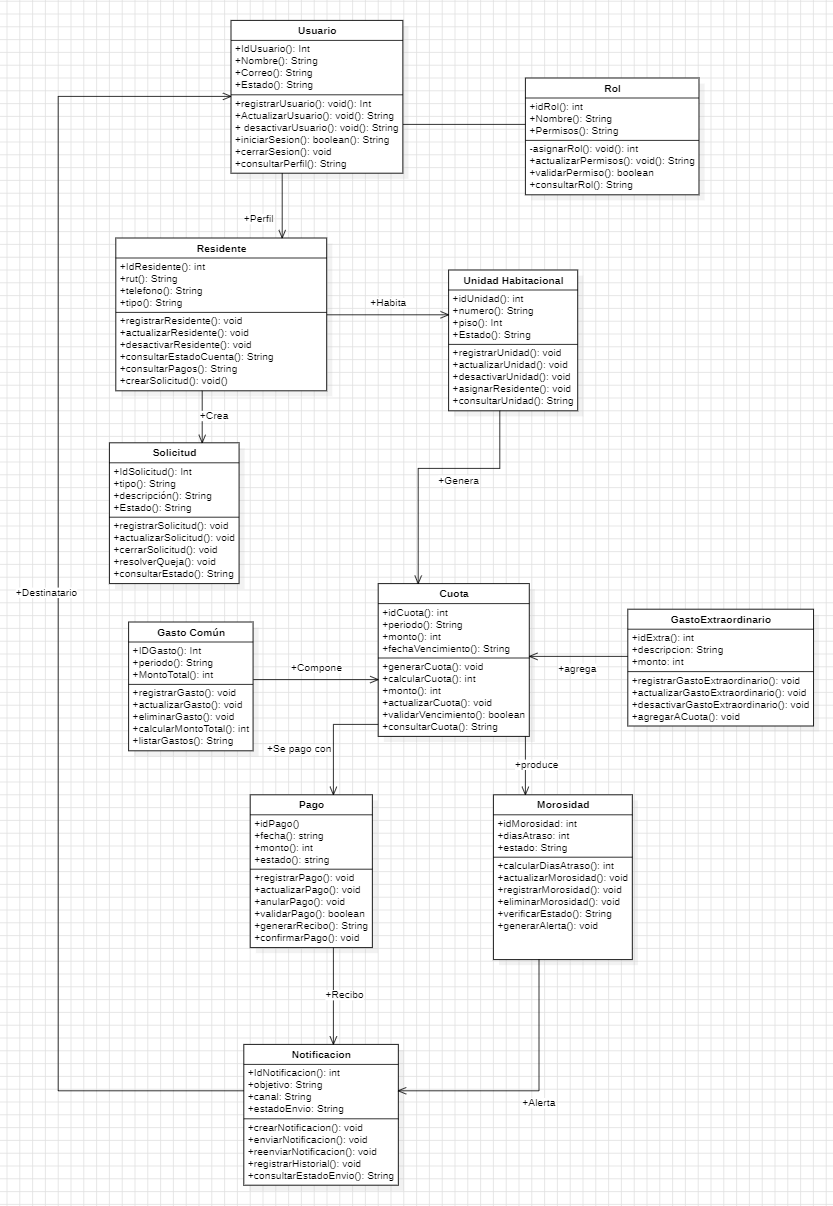 Usuario
+IdUsuario(): Int
+Nombre(): String
+Correo(): String
+Estado(): String
+registrarUsuario(): void(): Int
+ActualizarUsuario(): void(): String
+ desactivarUsuario(): void(): String
+iniciarSesion(): boolean(): String
+cerrarSesion(): void
+consultarPerfil(): String
Rol
+idRol(): int
+Nombre(): String
+Permisos(): String
-asignarRol(): void(): int
+actualizarPermisos(): void(): String
+validarPermiso(): boolean
+consultarRol(): String
+Perfil
Residente
+IdResidente(): int
+rut(): String
+telefono(): String
+tipo(): String
+registrarResidente(): void
+actualizarResidente(): void
+desactivarResidente(): void
+consultarEstadoCuenta(): String
+consultarPagos(): String
+crearSolicitud(): void()
+Habita
Unidad Habitacional
+idUnidad(): int
+numero(): String
+piso(): Int
+Estado(): String
+registrarUnidad(): void
+actualizarUnidad(): void
+desactivarUnidad(): void
+asignarResidente(): void
+consultarUnidad(): String
+Crea
Solicitud
+IdSolicitud(): Int
+tipo(): String
+descripción(): String
+Estado(): String
+registrarSolicitud(): void
+actualizarSolicitud(): void
+cerrarSolicitud(): void
+resolverQueja(): void
+consultarEstado(): String
+Genera
+Destinatario
Cuota
+idCuota(): int
+periodo(): String
+monto(): int
+fechaVencimiento(): String
+generarCuota(): void
+calcularCuota(): int
+monto(): int
+actualizarCuota(): void
+validarVencimiento(): boolean
+consultarCuota(): String
Gasto Común
+IDGasto(): Int
+periodo(): String
+MontoTotal(): int
+registrarGasto(): void
+actualizarGasto(): void
+eliminarGasto(): void
+calcularMontoTotal(): int
+listarGastos(): String
+Compone
GastoExtraordinario
+idExtra(): int
+descripcion: String
+monto: int
+registrarGastoExtraordinario(): void
+actualizarGastoExtraordinario(): void
+desactivarGastoExtraordinario(): void
+agregarACuota(): void
+agrega
+Se pago con
+produce
Pago
+idPago()
+fecha(): string
+monto(): int
+estado(): string
+registrarPago(): void
+actualizarPago(): void
+anularPago(): void
+validarPago(): boolean
+generarRecibo(): String
+confirmarPago(): void
Morosidad
+idMorosidad: int
+diasAtraso: int
+estado: String
+calcularDiasAtraso(): int
+actualizarMorosidad(): void
+registrarMorosidad(): void
+eliminarMorosidad(): void
+verificarEstado(): String
+generarAlerta(): void
+Recibo
Notificacion
+IdNotificacion(): int
+objetivo: String
+canal: String
+estadoEnvio: String
+crearNotificacion(): void
+enviarNotificacion(): void
+reenviarNotificacion(): void
+registrarHistorial(): void
+consultarEstadoEnvio(): String
+Alerta